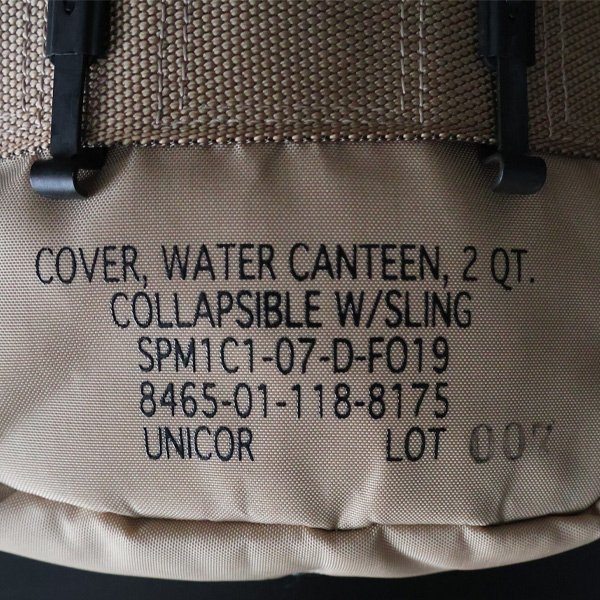 COVER, WATER CANTEEN, 2 QT.
COLLAPSIBLE W/SLING
SPM1C1-07-D-F019
8465-01-118-8175
UNICOR LOT 007